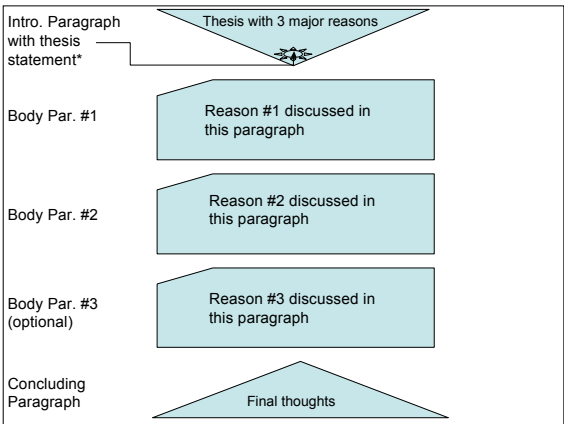 Intro. Paragraph
with thesis
statement*
Thesis with 3 major reasons
Body Par. #1
Reason #1 discussed in
this paragraph
Body Par. #2
Reason #2 discussed in
this paragraph
Body Par. #3
(optional)
Reason #3 discussed in
this paragraph
Concluding
Paragraph
Final thoughts